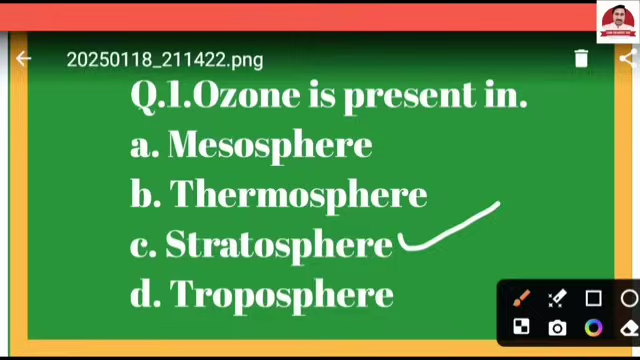 20250118_211422.png
Q.1.Ozone is present in.
a. Mesosphere
b. Thermosphere
c. Stratosphere
d. Troposphere